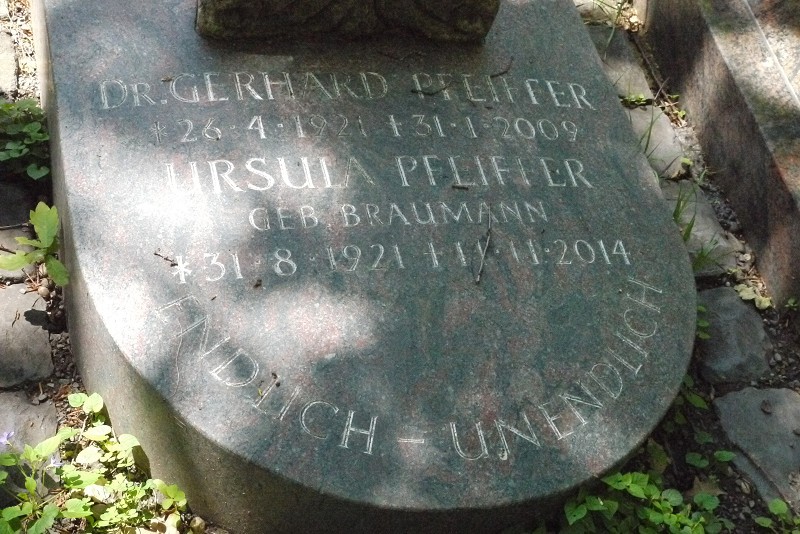 DR. GERHARD PFEIFFER
* 26 · 4 · 1921 † 31 · 1 · 2009
URSULA PFEIFFER
GEB. BRAUMANN
* 31 · 8 · 1921 † 11 · 11 · 2014
ENDLICH – UNENDLICH